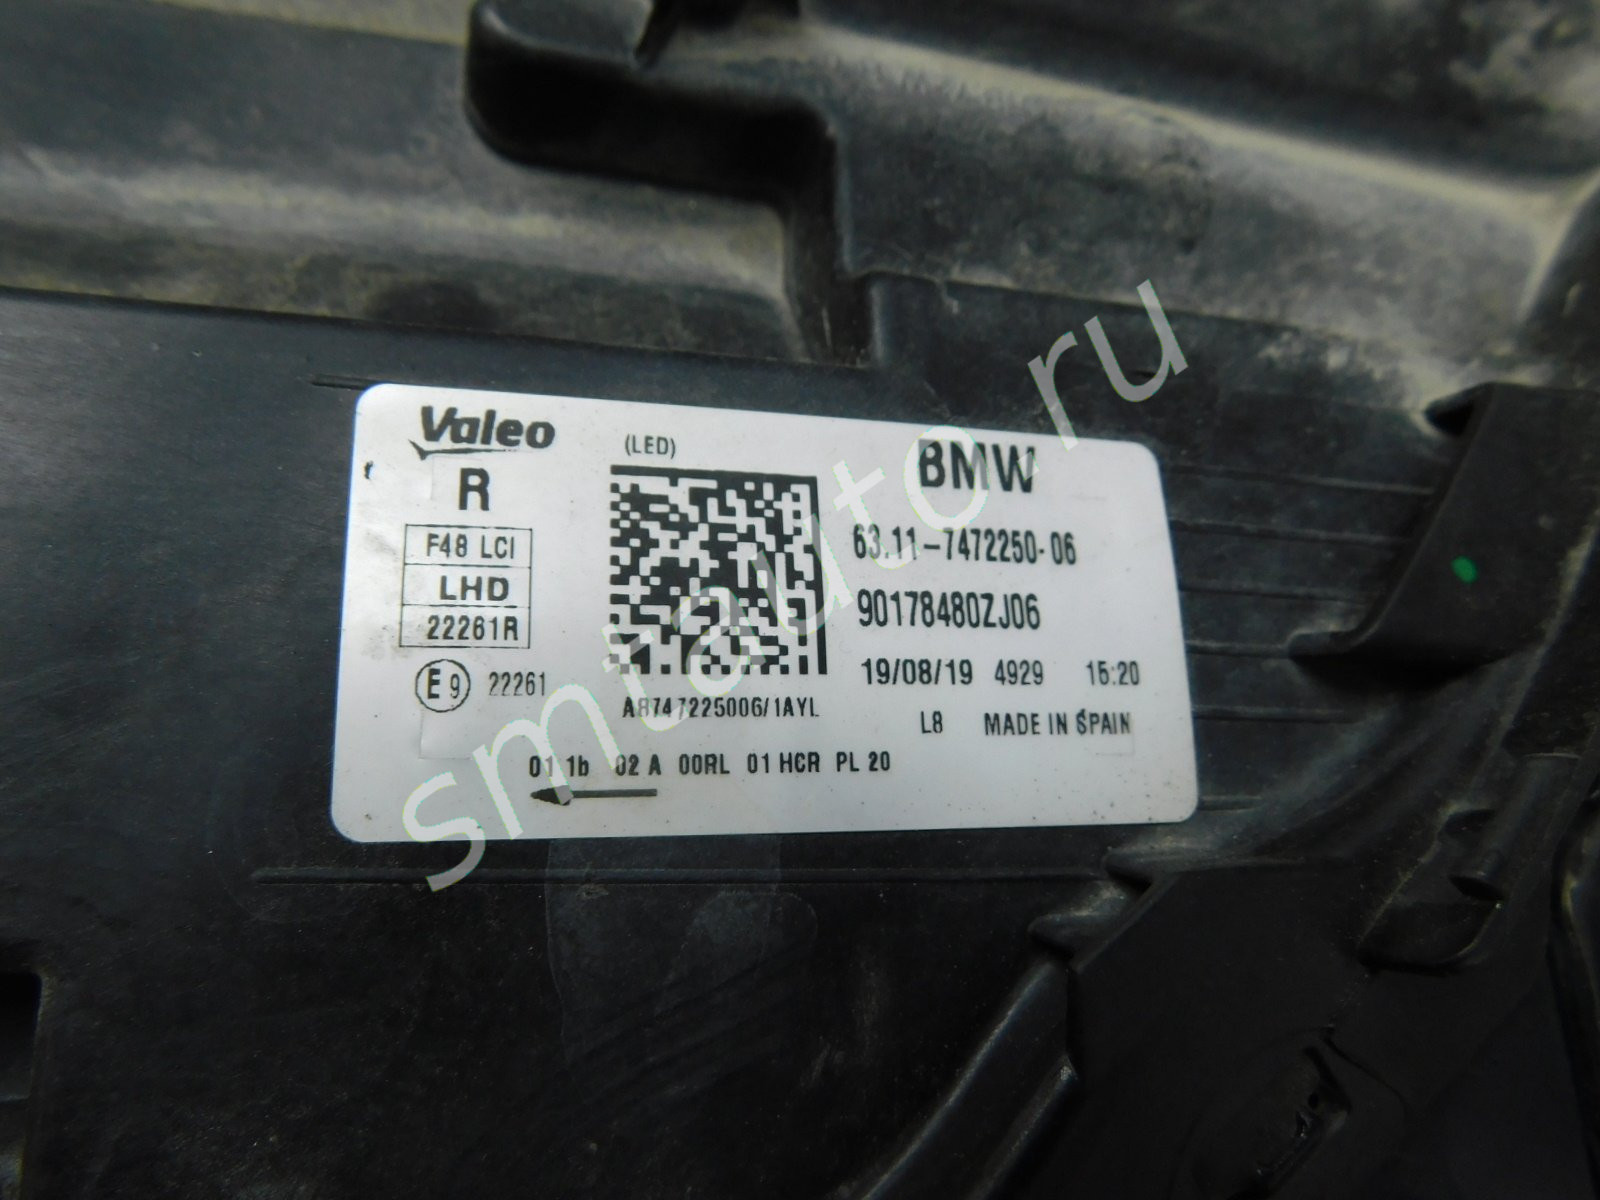 Valeo
(LED)
BMW
R
F48 LCI
LHD
22261R
E9 22261
63.11-7472250-06
90178480ZJ06
19/08/19 4929 15:20
A8747225006/1AYL
L8 MADE IN SPAIN
01 1b 02 A 00RL 01 HCR PL 20
smtauto.ru